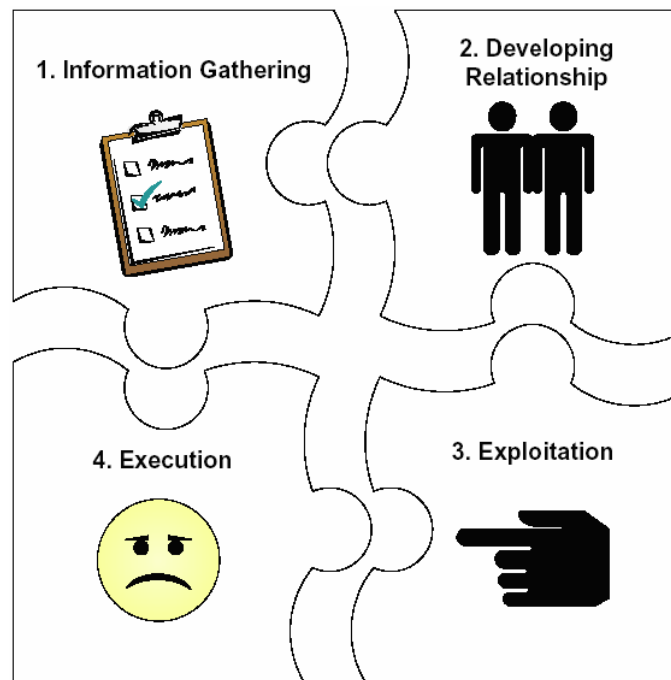 1. Information Gathering
2. Developing
Relationship
4. Execution
3. Exploitation